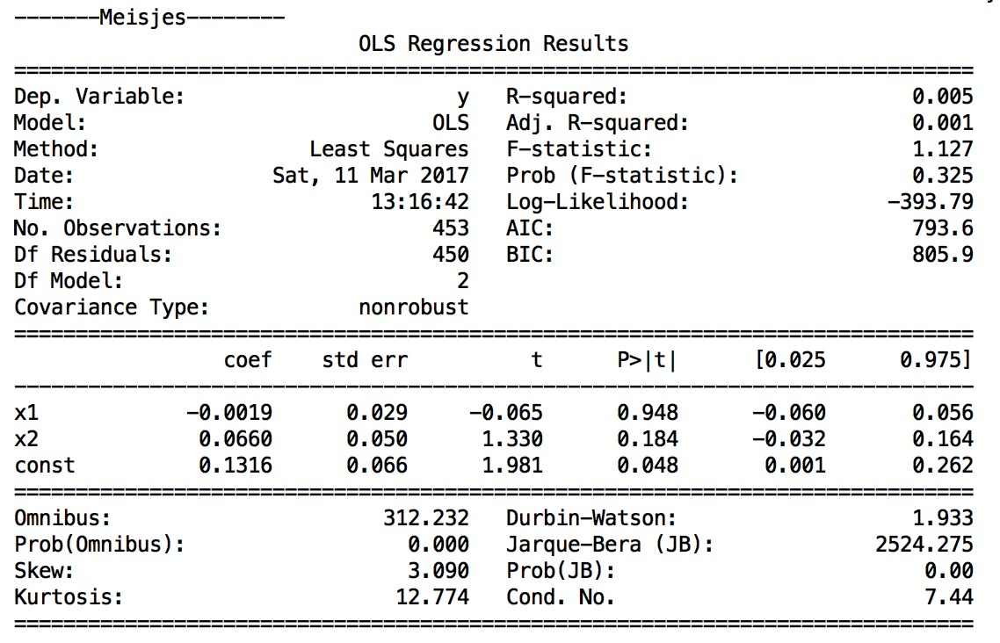 -------Meisjes--------
OLS Regression Results
==============================================================================
Dep. Variable: y R-squared: 0.005
Model: OLS Adj. R-squared: 0.001
Method: Least Squares F-statistic: 1.127
Date: Sat, 11 Mar 2017 Prob (F-statistic): 0.325
Time: 13:16:42 Log-Likelihood: -393.79
No. Observations: 453 AIC: 793.6
Df Residuals: 450 BIC: 805.9
Df Model: 2
Covariance Type: nonrobust
==============================================================================
coef std err t P>|t| [0.025 0.975]
------------------------------------------------------------------------------
x1 -0.0019 0.029 -0.065 0.948 -0.060 0.056
x2 0.0660 0.050 1.330 0.184 -0.032 0.164
const 0.1316 0.066 1.981 0.048 0.001 0.262
==============================================================================
Omnibus: 312.232 Durbin-Watson: 1.933
Prob(Omnibus): 0.000 Jarque-Bera (JB): 2524.275
Skew: 3.090 Prob(JB): 0.00
Kurtosis: 12.774 Cond. No. 7.44
==============================================================================